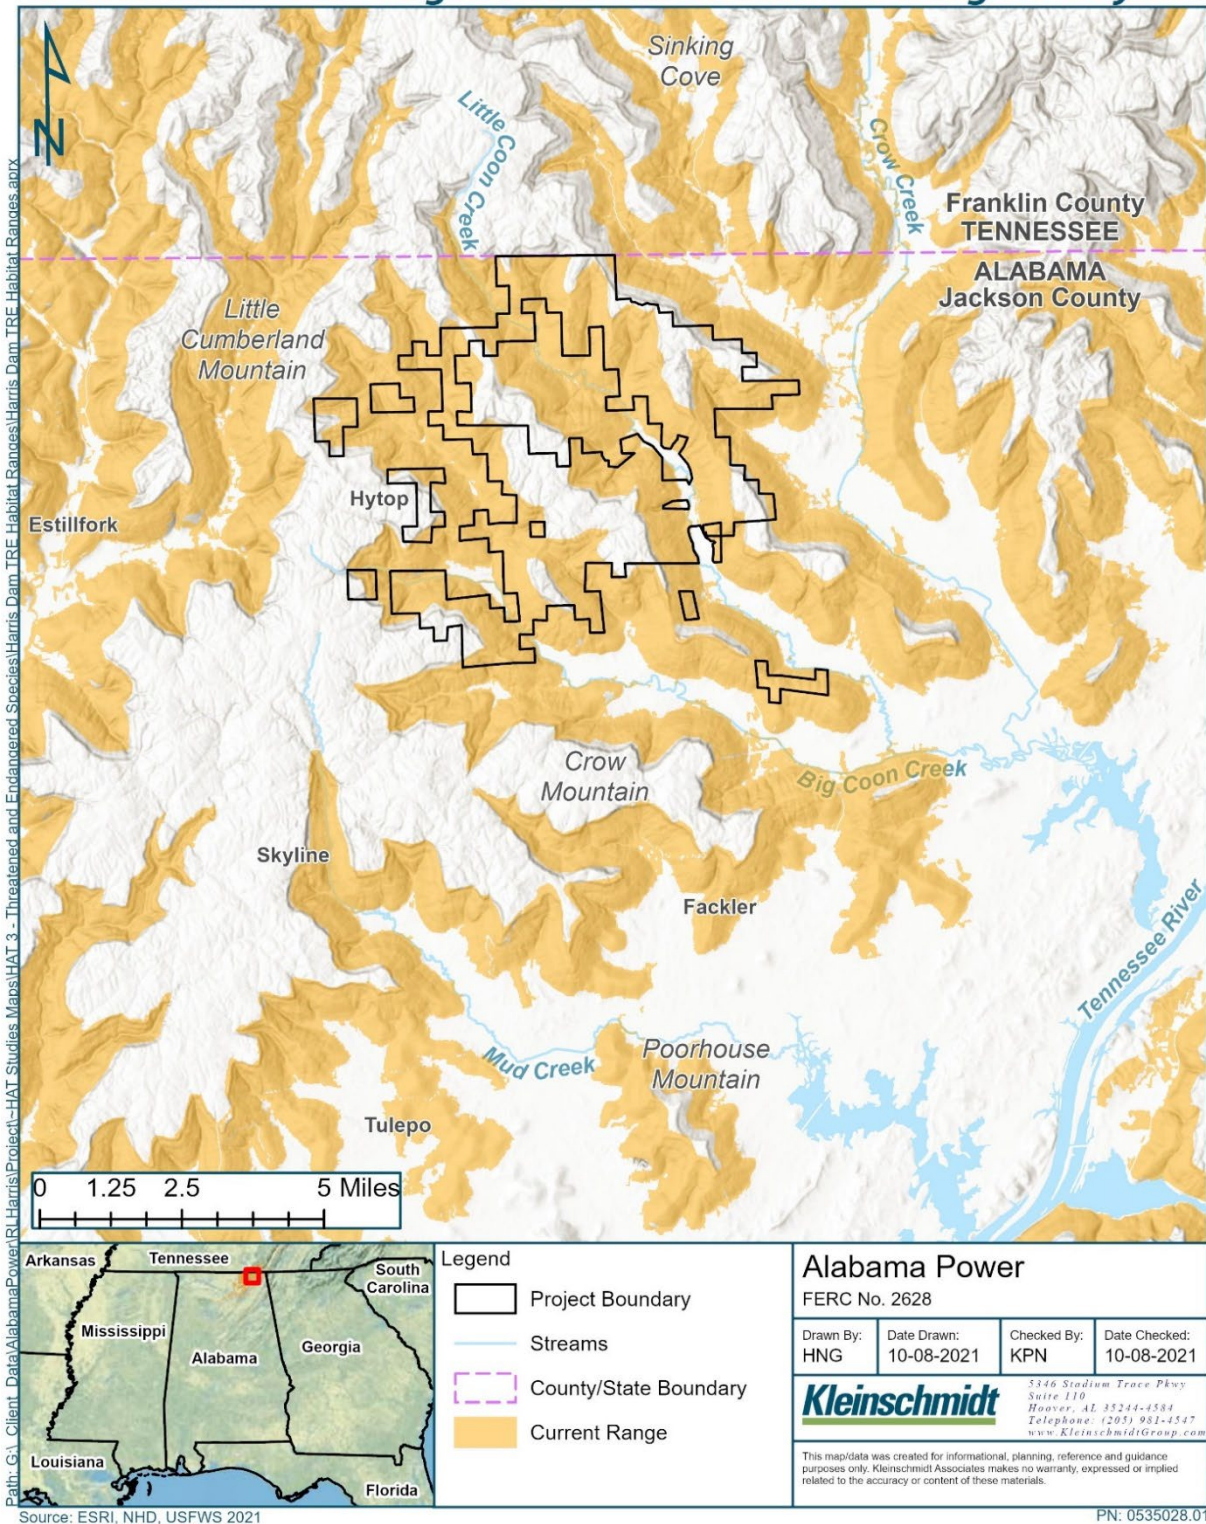 Sinking
Cove
Little Coon Creek
Crow Creek
Franklin County
TENNESSEE
ALABAMA
Jackson County
Little
Cumberland
Mountain
Hytop
Estillfork
Crow
Mountain
Big Coon Creek
Skyline
Fackler
Tennessee River
Mud Creek
Poorhouse
Mountain
Tulepo
N
0 1.25 2.5 5 Miles
Path: G:\_Client_Data\AlabamaPower\RLHarris\Project\~HAT Studies Maps\HAT 3 - Threatened and Endangered Species\Harris Dam TRE Habitat Ranges\Harris Dam TRE Habitat Ranges.aprx
Arkansas
Tennessee
South
Carolina
Mississippi
Alabama
Georgia
Louisiana
Florida
Legend
Project Boundary
Streams
County/State Boundary
Current Range
Alabama Power
FERC No. 2628
Drawn By:
HNG
Date Drawn:
10-08-2021
Checked By:
KPN
Date Checked:
10-08-2021
Kleinschmidt
5346 Stadium Trace Pkwy
Suite 110
Hoover, AL 35244-4584
Telephone: (205) 981-4547
www.KleinschmidtGroup.com
This map/data was created for informational, planning, reference and guidance
purposes only. Kleinschmidt Associates makes no warranty, expressed or implied
related to the accuracy or content of these materials.
Source: ESRI, NHD, USFWS 2021
PN: 0535028.01